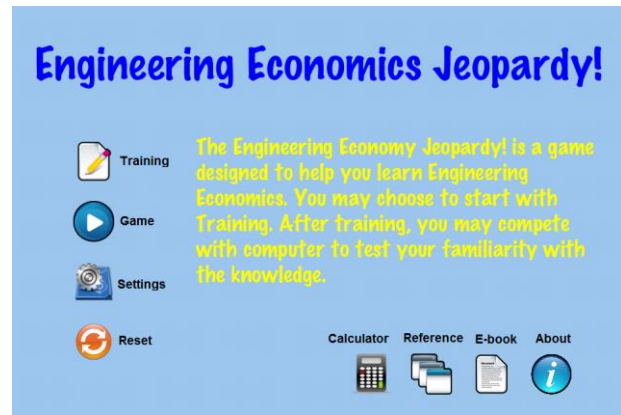 Engineering Economics Jeopardy!
Training
Game
Settings
Reset
The Engineering Economy Jeopardy! is a game
designed to help you learn Engineering
Economics. You may choose to start with
Training. After training, you may compete
with computer to test your familiarity with
the knowledge.
Calculator Reference E-book About